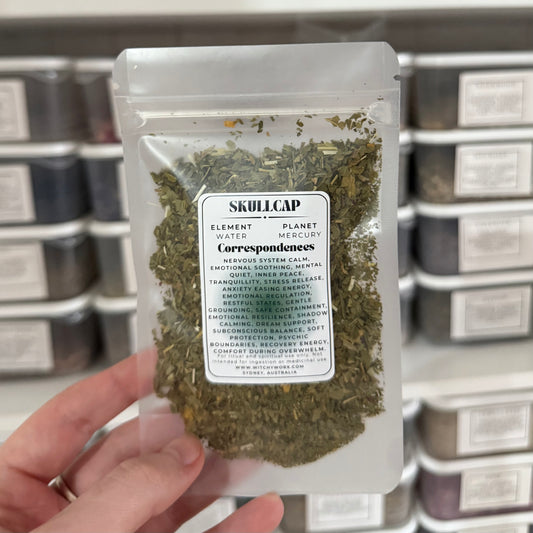 SKULLCAP
ELEMENT PLANET
WATER MERCURY
Correspondences
NERVOUS SYSTEM CALM,
EMOTIONAL SOOTHING, MENTAL
QUIET, INNER PEACE,
TRANQUILLITY, STRESS RELEASE,
ANXIETY EASING ENERGY,
EMOTIONAL REGULATION,
RESTFUL STATES, GENTLE
GROUNDING, SAFE CONTAINMENT,
EMOTIONAL RESILIENCE, SHADOW
CALMING, DREAM SUPPORT,
SUBCONSCIOUS BALANCE, SOFT
PROTECTION, PSYCHIC
BOUNDARIES, RECOVERY ENERGY,
COMFORT DURING OVERWHELM.
For ritual and spiritual use only. Not
intended for ingestion or medicinal use.
WWW.WITCHYWORX.COM
SYDNEY, AUSTRALIA